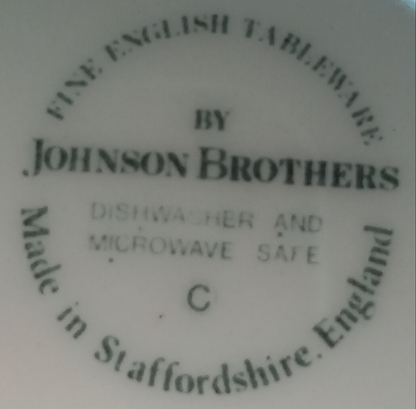 FINE ENGLISH TABLEWARE
BY
JOHNSON BROTHERS
DISHWASHER AND
MICROWAVE SAFE
C
Made in Staffordshire. England